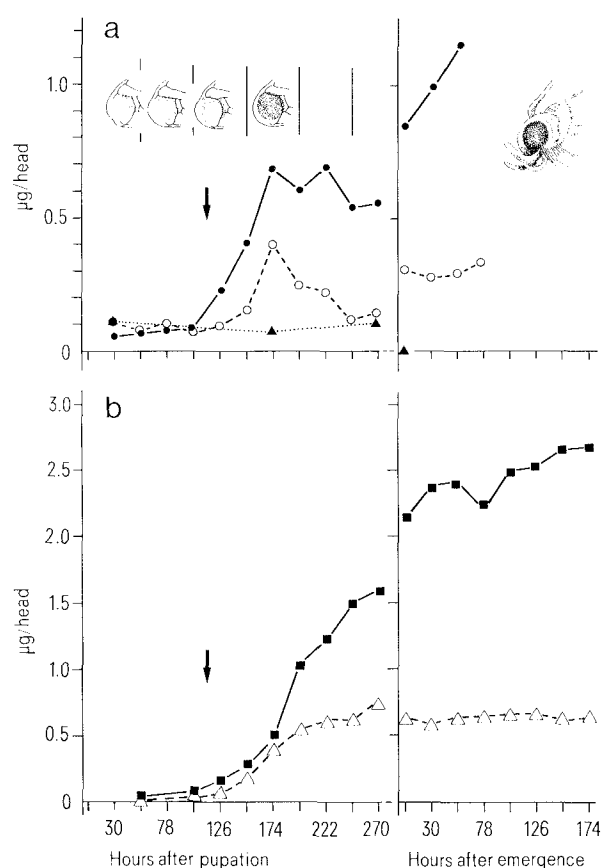 a
1.0
0.5
0
µg/head
b
3.0
2.5
2.0
1.5
1.0
0.5
0
µg/head
30 78 126 174 222 270 30 78 126 174
Hours after pupation Hours after emergence